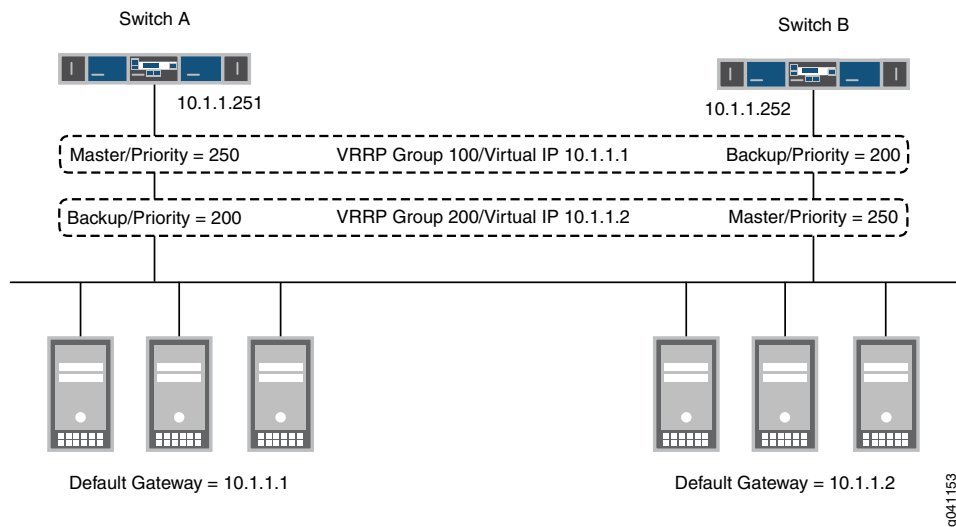 Switch A
Switch B
10.1.1.251
10.1.1.252
Master/Priority = 250 VRRP Group 100/Virtual IP 10.1.1.1 Backup/Priority = 200
Backup/Priority = 200 VRRP Group 200/Virtual IP 10.1.1.2 Master/Priority = 250
Default Gateway = 10.1.1.1 Default Gateway = 10.1.1.2
g041153